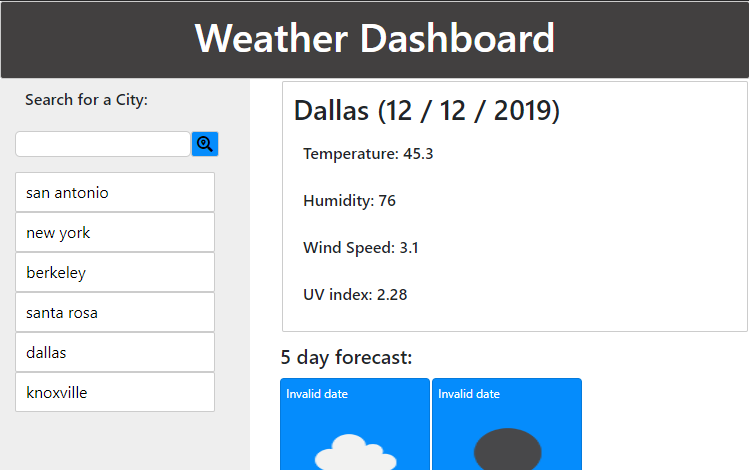 Weather Dashboard
Search for a City:
san antonio
new york
berkeley
santa rosa
dallas
knoxville
Dallas (12 / 12 / 2019)
Temperature: 45.3
Humidity: 76
Wind Speed: 3.1
UV index: 2.28
5 day forecast:
Invalid date
Invalid date